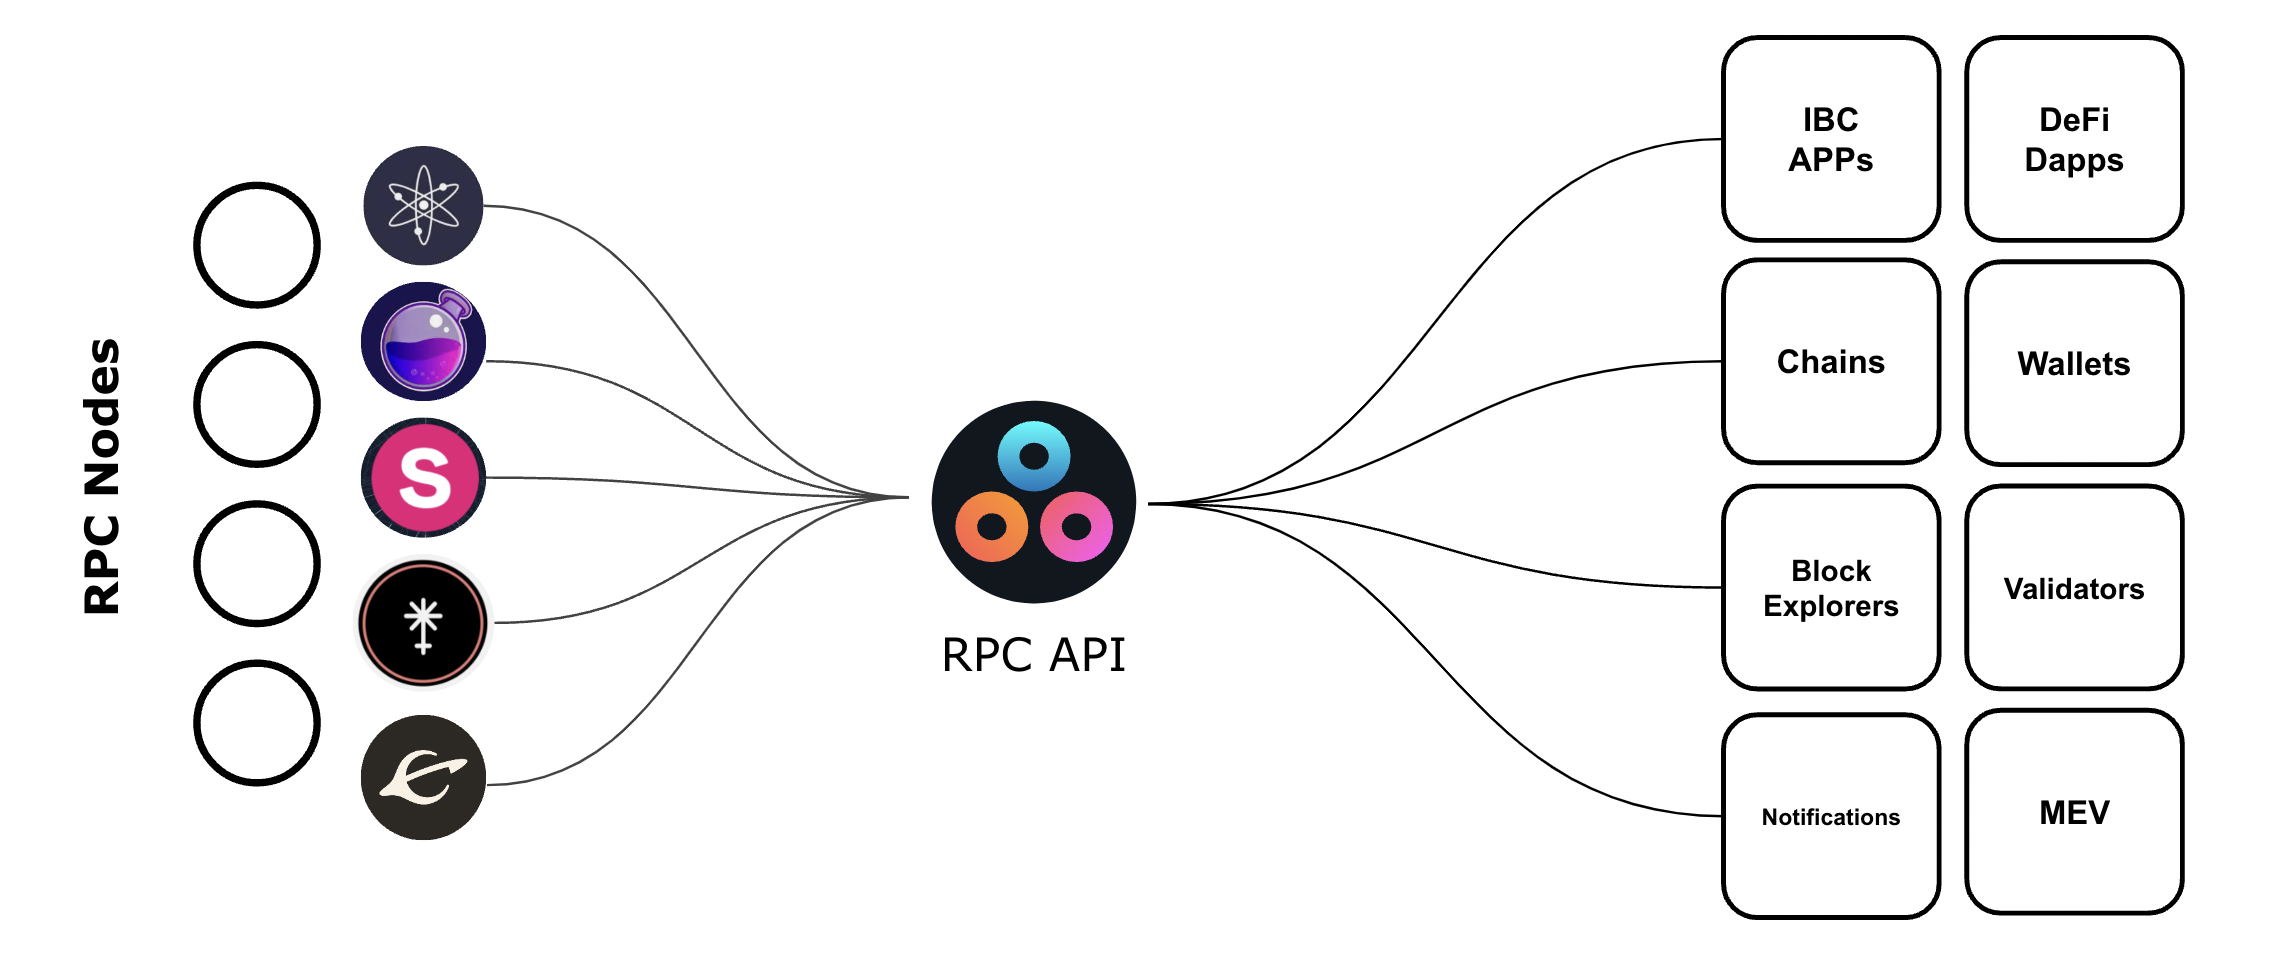 RPC Nodes
S
RPC API
IBC
APPs
DeFi
Dapps
Chains
Wallets
Block
Explorers
Validators
Notifications
MEV